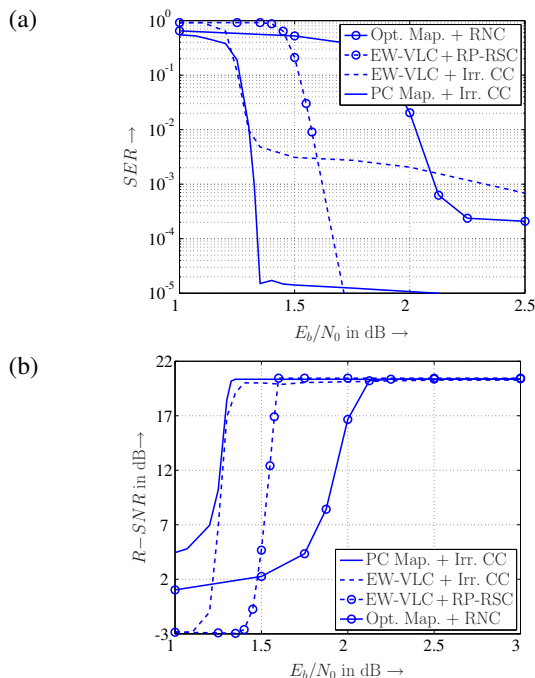 (a)
10^0
10^-1
10^-2
10^-3
10^-4
10^-5
SER →
Opt. Map. + RNC
EW-VLC + RP-RSC
EW-VLC + Irr. CC
PC Map. + Irr. CC
1 1.5 2 2.5
E_b/N_0 in dB →
(b)
22
17
12
7
2
-3
R−SNR in dB→
PC Map. + Irr. CC
EW-VLC + Irr. CC
EW-VLC + RP-RSC
Opt. Map. + RNC
1 1.5 2 2.5 3
E_b/N_0 in dB →